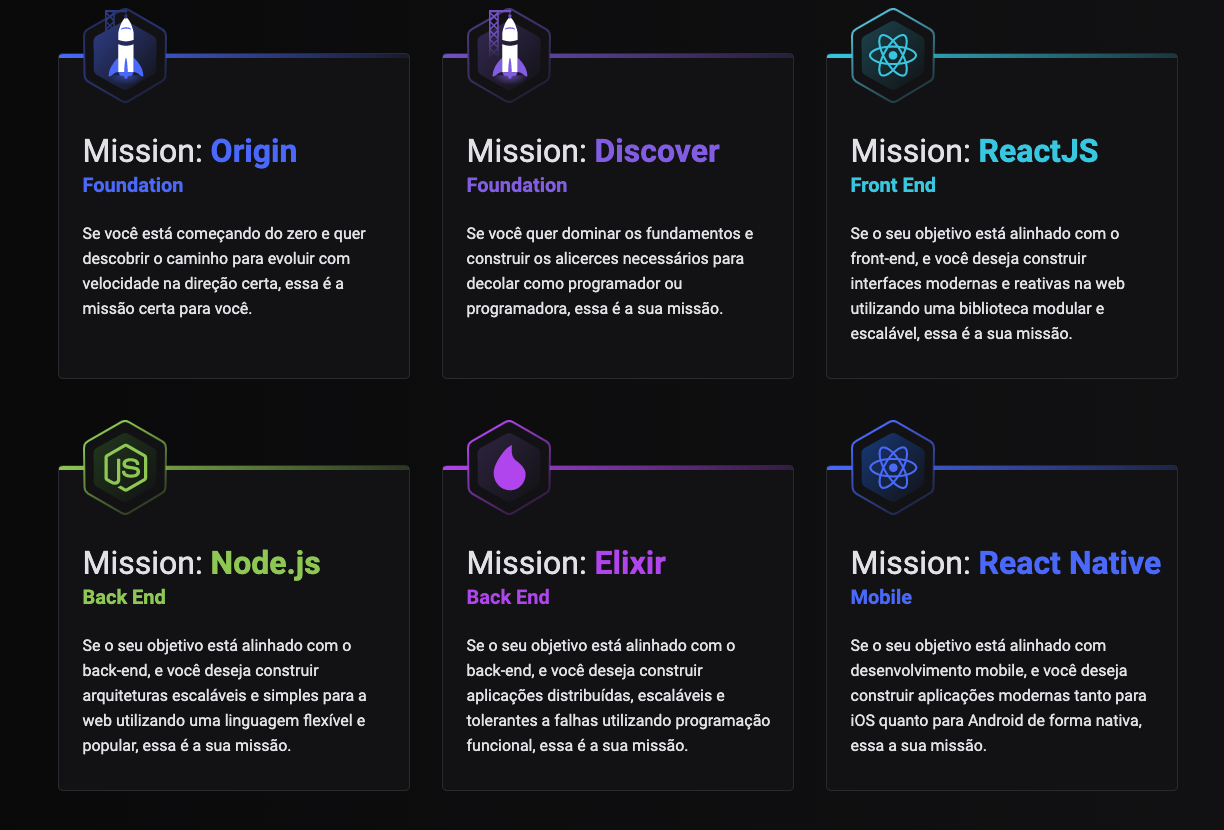 Mission: Origin
Foundation
Se você está começando do zero e quer
descobrir o caminho para evoluir com
velocidade na direção certa, essa é a
missão certa para você.
Mission: Discover
Foundation
Se você quer dominar os fundamentos e
construir os alicerces necessários para
decolar como programador ou
programadora, essa é a sua missão.
Mission: ReactJS
Front End
Se o seu objetivo está alinhado com o
front-end, e você deseja construir
interfaces modernas e reativas na web
utilizando uma biblioteca modular e
escalável, essa é a sua missão.
JS
Mission: Node.js
Back End
Se o seu objetivo está alinhado com o
back-end, e você deseja construir
arquiteturas escaláveis e simples para a
web utilizando uma linguagem flexível e
popular, essa é a sua missão.
Mission: Elixir
Back End
Se o seu objetivo está alinhado com o
back-end, e você deseja construir
aplicações distribuídas, escaláveis e
tolerantes a falhas utilizando programação
funcional, essa é a sua missão.
Mission: React Native
Mobile
Se o seu objetivo está alinhado com
desenvolvimento mobile, e você deseja
construir aplicações modernas tanto para
iOS quanto para Android de forma nativa,
essa a sua missão.